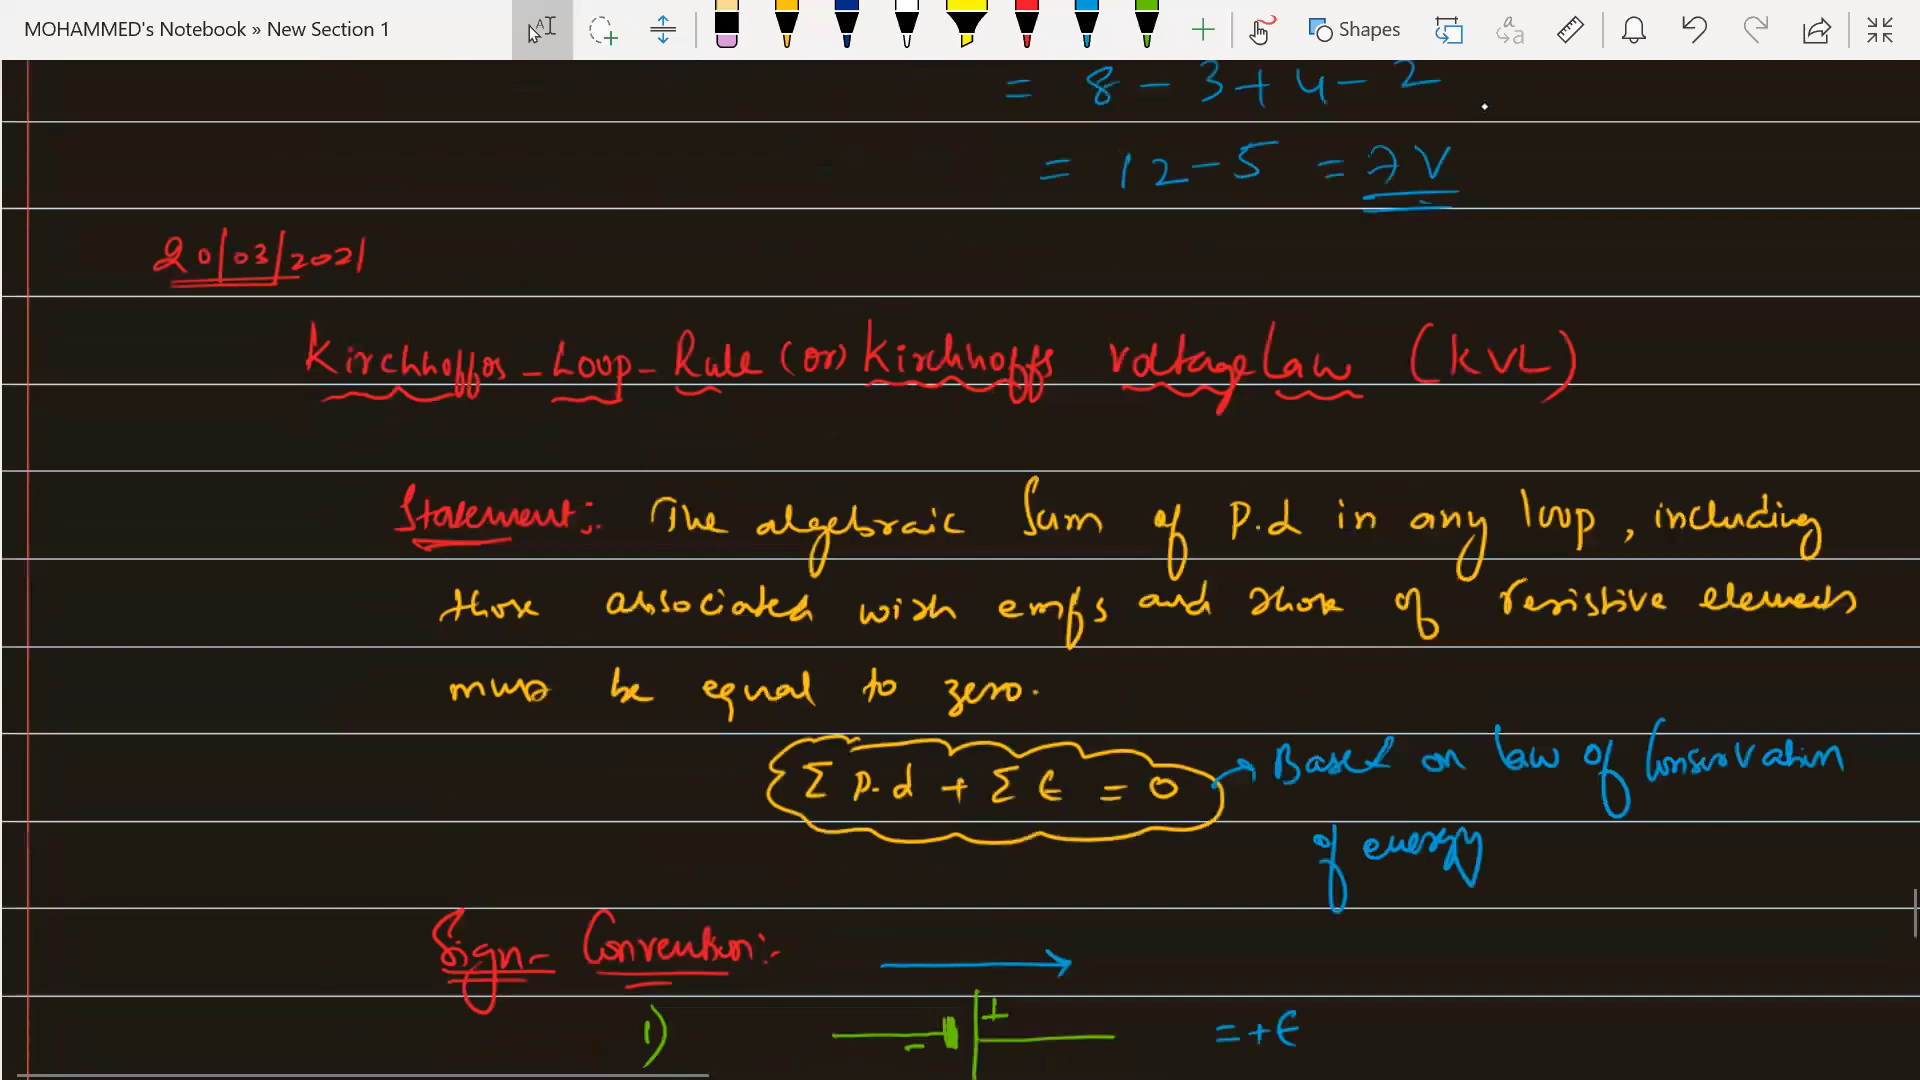 MOHAMMED's Notebook » New Section 1
Shapes
= 8 - 3 + 4 - 2
= 12 - 5 = 7V
20/03/2021
Kirchhoffos - Loop - Rule (or) Kirchhoffs voltage law (KVL)
Statement:- The algebraic Sum of P.d in any loop, including
those associated with emfs and those of resistive elements
must be equal to zero.
Σ P.d + Σ ϵ = 0 → Based on law of Conservation
of energy
Sign - Convention:-
1) - + = +ϵ